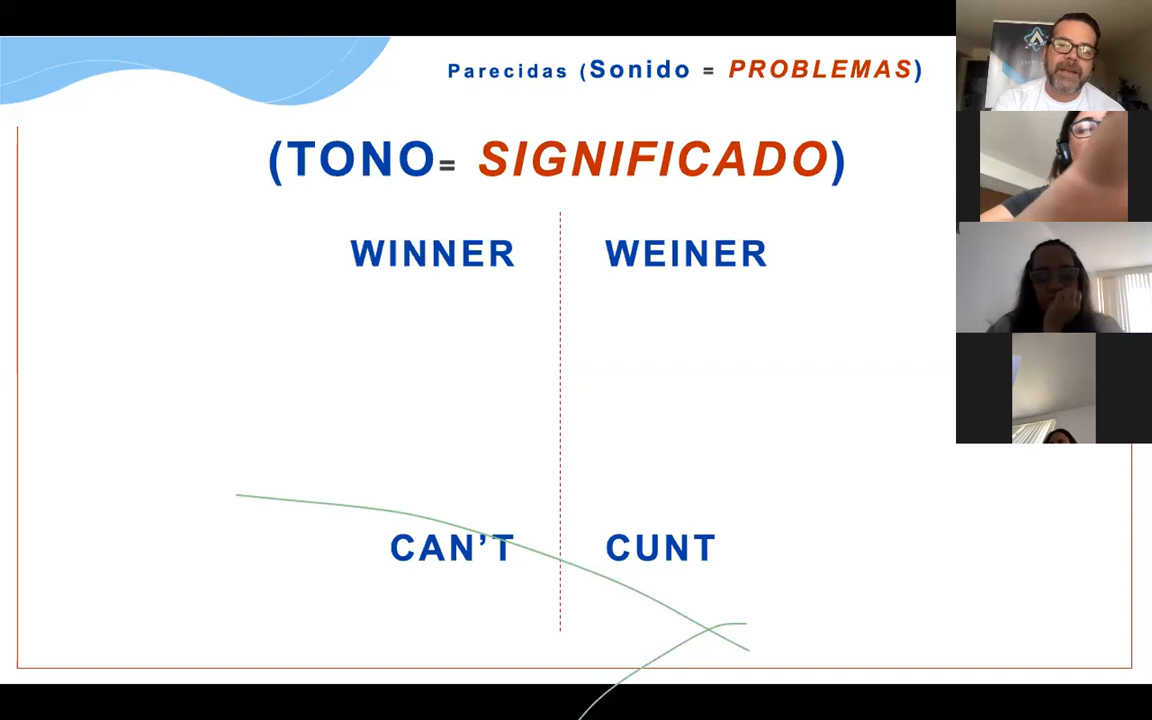 Parecidas (Sonido = PROBLEMAS)
(TONO= SIGNIFICADO)
WINNER WEINER
CAN’T CUNT